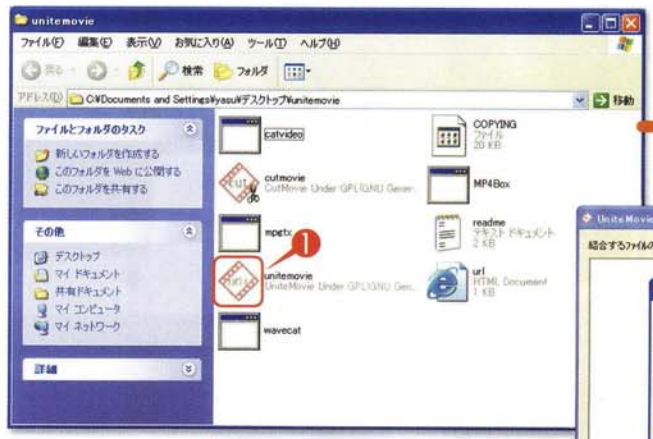 unitemovie
ファイル(F) 編集(E) 表示(V) お気に入り(A) ツール(T) ヘルプ(H)
戻る 検索 フォルダ
アドレス(D) C:¥Documents and Settings¥yasu¥デスクトップ¥unitemovie 移動
ファイルとフォルダのタスク
新しいフォルダを作成する
このフォルダを Web に公開する
このフォルダを共有する
その他
デスクトップ
マイ ドキュメント
共有ドキュメント
マイ コンピュータ
マイ ネットワーク
詳細
catvideo
cut
cutmovie
CutMovie Under GPL(GNU Gener..
mpgtx
1
unitemovie
UniteMovie Under GPL(GNU Gen..
wavecat
COPYING
ファイル
20 KB
MP4Box
readme
テキスト ドキュメント
2 KB
url
HTML Document
1 KB
Unite Movie
結合するファイルの